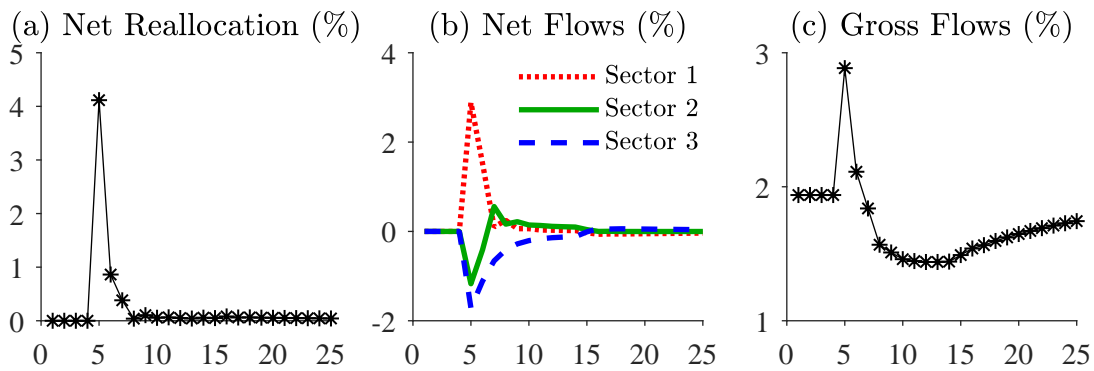 (a) Net Reallocation (%)
5
4
3
2
1
0
0 5 10 15 20 25
(b) Net Flows (%)
4
2
0
-2
0 5 10 15 20 25
Sector 1
Sector 2
Sector 3
(c) Gross Flows (%)
3
2
1
0 5 10 15 20 25